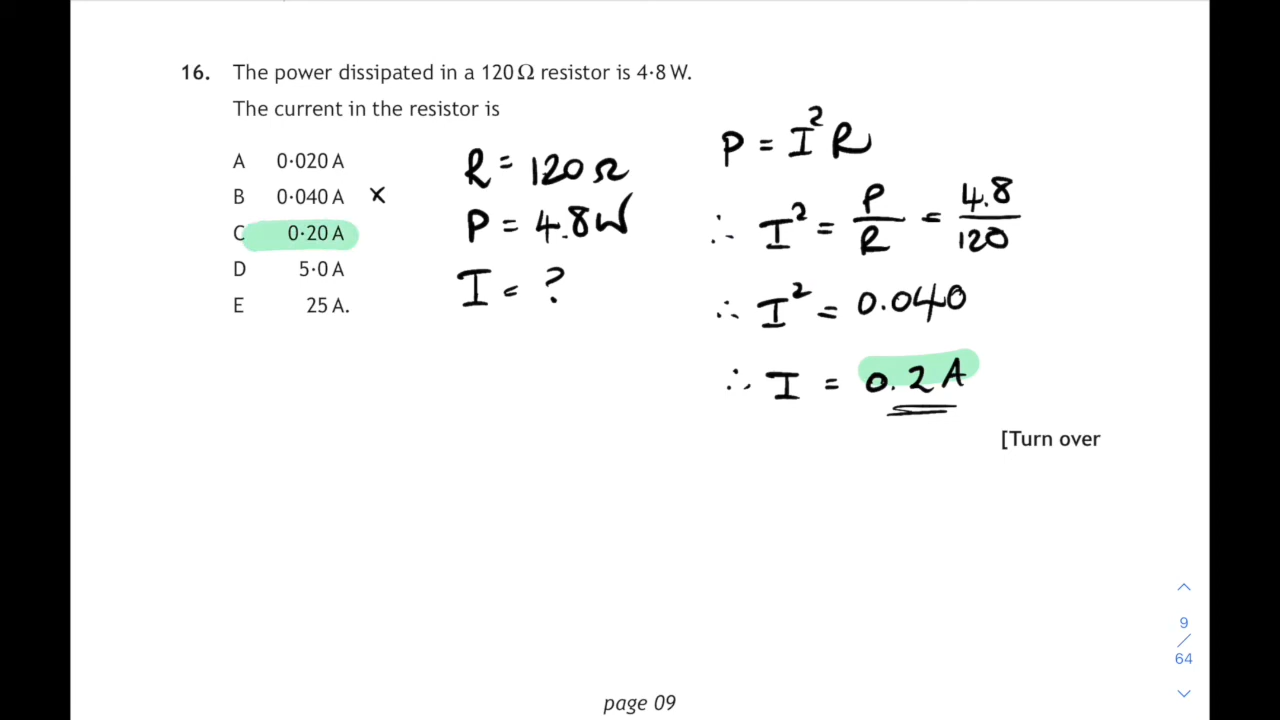 16. The power dissipated in a 120 Ω resistor is 4·8 W.
The current in the resistor is
A 0·020 A
B 0·040 A ×
C 0·20 A
D 5·0 A
E 25 A.
R = 120 Ω
P = 4.8 W
I = ?
P = I² R
∴ I² = P/R = 4.8/120
∴ I² = 0.040
∴ I = 0.2 A
[Turn over
9
/
64
page 09